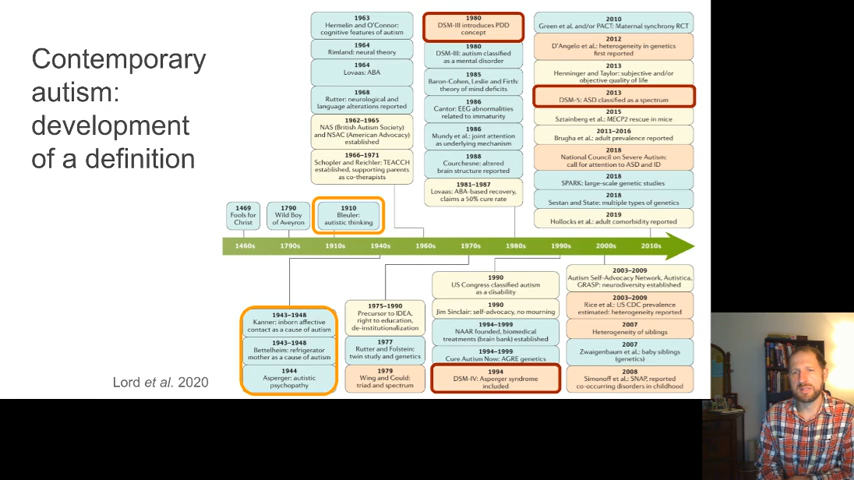 Contemporary
autism:
development
of a definition
Lord et al. 2020
1963
Hermelin and O'Connor:
cognitive features of autism
1964
Rimland: neural theory
1964
Lovaas: ABA
1968
Rutter: neurological and
language alterations reported
1962–1965
NAS (British Autism Society)
and NSAC (American Advocacy)
established
1966–1971
Schopler and Reichler: TEACCH
established, supporting parents
as co-therapists
1980
DSM-III introduces PDD
concept
1980
DSM-III: autism classified
as a mental disorder
1985
Baron-Cohen, Leslie and Firth:
theory of mind deficits
1986
Cantor: EEG abnormalities
related to immaturity
1986
Mundy et al.: joint attention
as underlying mechanism
1988
Courchesne: altered
brain structure reported
1981–1987
Lovaas: ABA-based recovery,
claims a 50% cure rate
2010
Green et al. and/or PACT: Maternal synchrony RCT
2012
D'Angelo et al.: heterogeneity in genetics
first reported
2013
Henninger and Taylor: subjective and/or
objective quality of life
2013
DSM-5: ASD classified as a spectrum
2015
Sztainberg et al.: MECP2 rescue in mice
2011–2016
Brugha et al.: adult prevalence reported
2018
National Council on Severe Autism:
call for attention to ASD and ID
2018
SPARK: large-scale genetic studies
2018
Sestan and State: multiple types of genetics
2019
Hollocks et al.: adult comorbidity reported
1469
Fools for
Christ
1790
Wild Boy
of Aveyron
1910
Bleuler:
autistic thinking
1460s 1790s 1910s 1940s 1960s 1970s 1980s 1990s 2000s 2010s
1943–1948
Kanner: inborn affective
contact as a cause of autism
1943–1948
Bettelheim: refrigerator
mother as a cause of autism
1944
Asperger: autistic
psychopathy
1975–1990
Precursor to IDEA,
right to education,
de-institutionalization
1977
Rutter and Folstein:
twin study and genetics
1979
Wing and Gould:
triad and spectrum
1990
US Congress classified autism
as a disability
1990
Jim Sinclair: self-advocacy, no mourning
1994–1999
NAAR founded, biomedical
treatments (brain bank) established
1994–1999
Cure Autism Now: AGRE genetics
1994
DSM-IV: Asperger syndrome
included
2003–2009
Autism Self-Advocacy Network, Autistica,
GRASP: neurodiversity established
2003–2009
Rice et al.: US CDC prevalence
estimated: heterogeneity reported
2007
Heterogeneity of siblings
2007
Zwaigenbaum et al.: baby siblings
(genetics)
2008
Simonoff et al.: SNAP, reported
co-occurring disorders in childhood